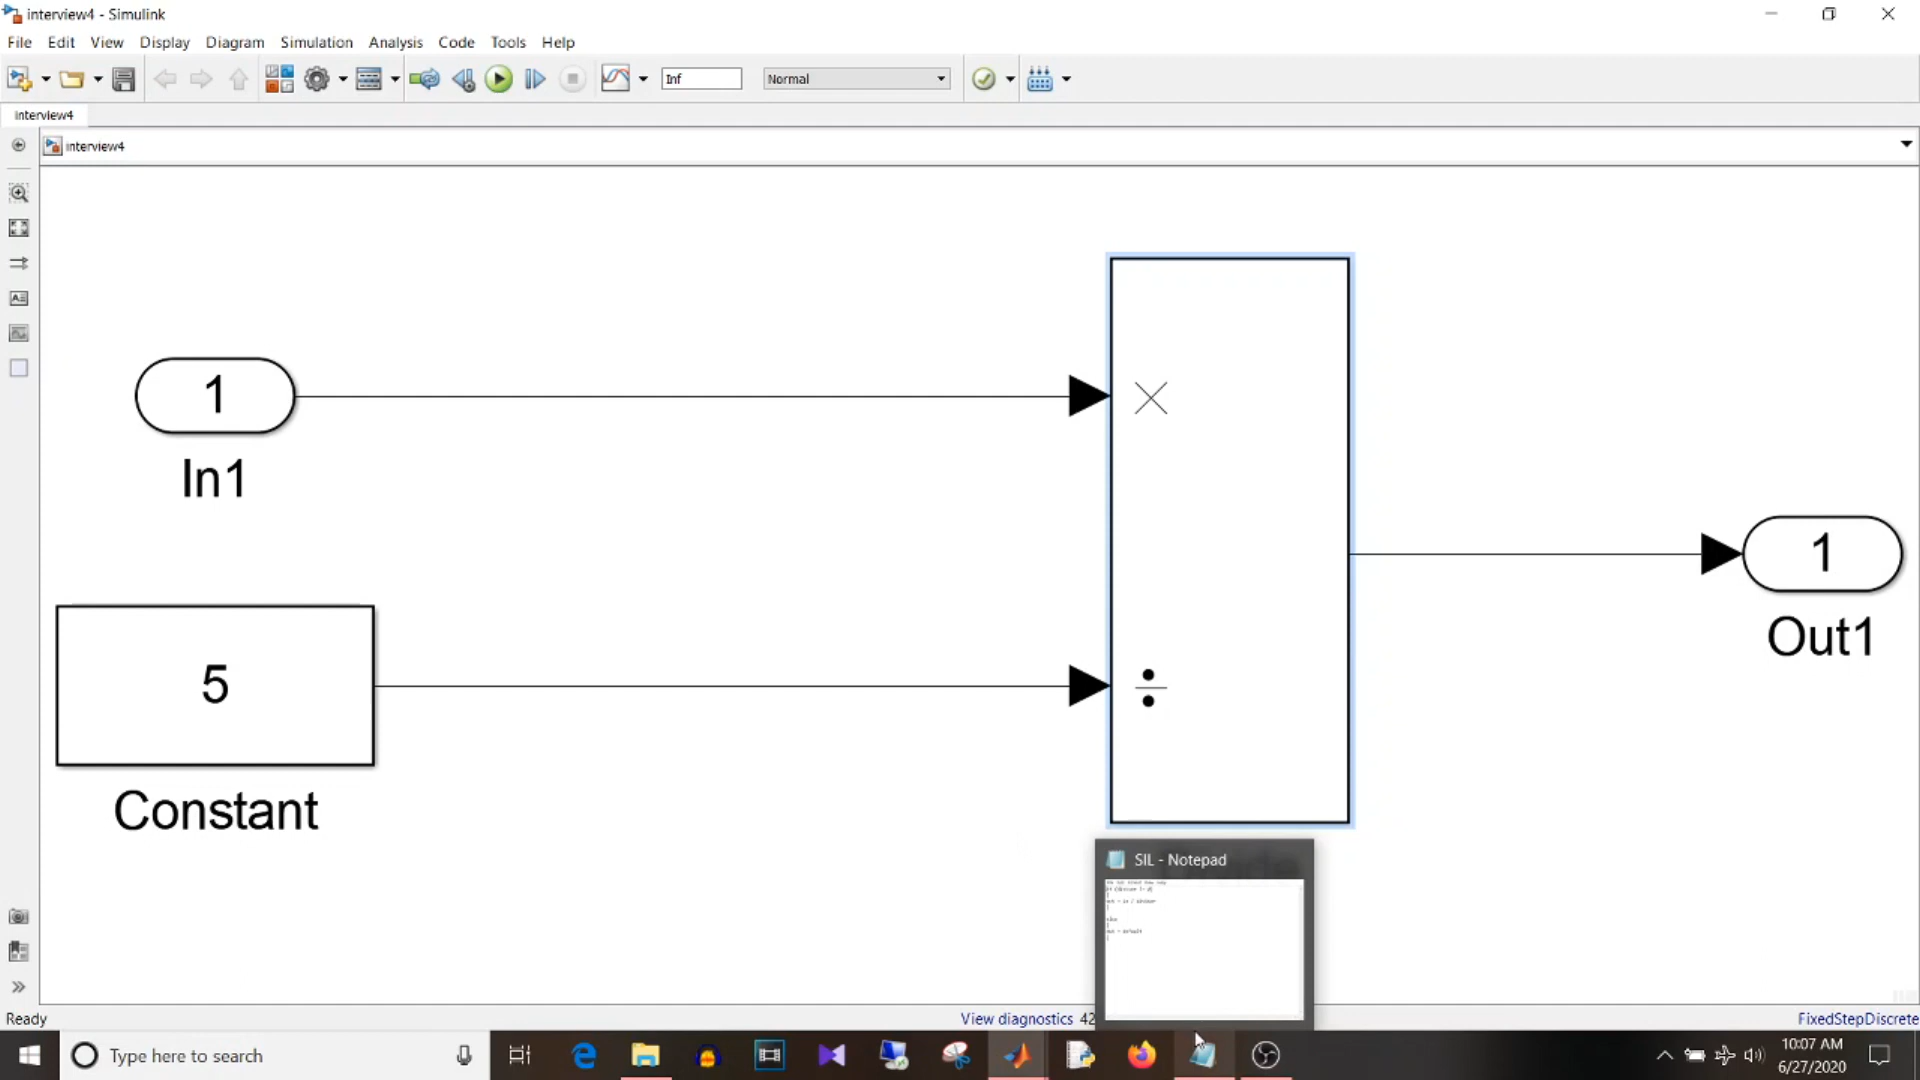 interview4 - Simulink
File Edit View Display Diagram Simulation Analysis Code Tools Help
Inf
Normal
interview4
interview4
1
In1
5
Constant
1
Out1
SIL - Notepad
Ready
View diagnostics 42
FixedStepDiscrete
Type here to search
10:07 AM
6/27/2020